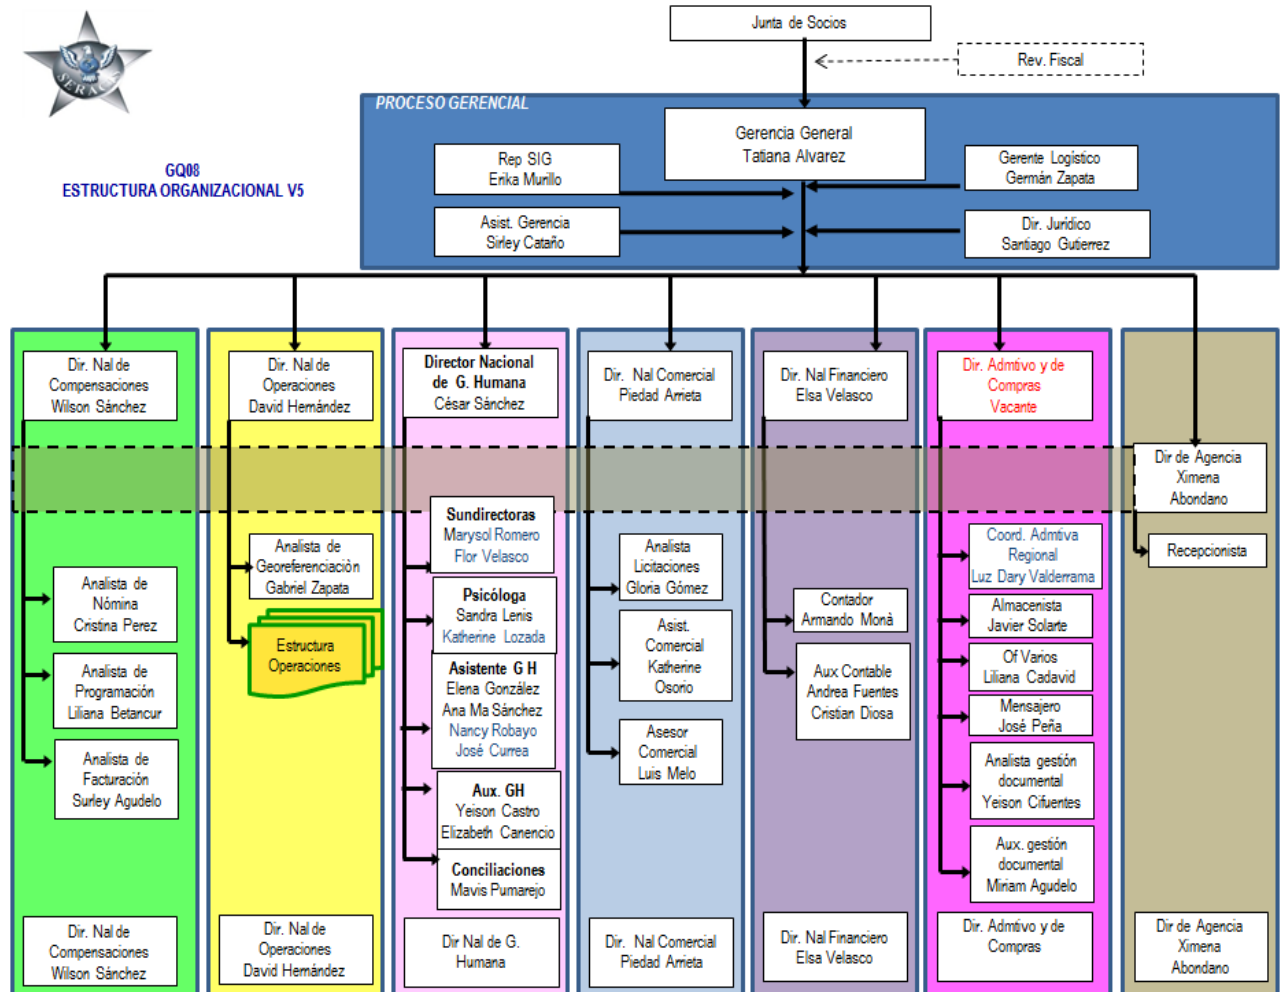 Junta de Socios
Rev. Fiscal
SERACIS
PROCESO GERENCIAL
Gerencia General
Tatiana Alvarez
Rep SIG
Erika Murillo
Gerente Logístico
Germán Zapata
GQ08
ESTRUCTURA ORGANIZACIONAL V5
Asist. Gerencia
Sirley Cataño
Dir. Jurídico
Santiago Gutierrez
Dir. Nal de
Compensaciones
Wilson Sánchez
Dir. Nal de
Operaciones
David Hernández
Director Nacional
de G. Humana
César Sánchez
Dir. Nal Comercial
Piedad Arrieta
Dir. Nal Financiero
Elsa Velasco
Dir. Admtivo y de
Compras
Vacante
Dir de Agencia
Ximena
Abondano
Analista de
Nómina
Cristina Perez
Analista de
Programación
Liliana Betancur
Analista de
Facturación
Surley Agudelo
Analista de
Georeferenciaciòn
Gabriel Zapata
Estructura
Operaciones
Sundirectoras
Marysol Romero
Flor Velasco
Psicóloga
Sandra Lenis
Katherine Lozada
Asistente G H
Elena González
Ana Ma Sánchez
Nancy Robayo
José Currea
Aux. GH
Yeison Castro
Elizabeth Canencio
Conciliaciones
Mavis Pumarejo
Analista
Licitaciones
Gloria Gómez
Asist.
Comercial
Katherine
Osorio
Asesor
Comercial
Luis Melo
Contador
Armando Monà
Aux Contable
Andrea Fuentes
Cristian Diosa
Coord. Admtiva
Regional
Luz Dary Valderrama
Almacenista
Javier Solarte
Of Varios
Liliana Cadavid
Mensajero
José Peña
Analista gestión
documental
Yeison Cifuentes
Aux. gestión
documental
Miriam Agudelo
Recepcionista
Dir. Nal de
Compensaciones
Wilson Sánchez
Dir. Nal de
Operaciones
David Hernández
Dir Nal de G.
Humana
Dir. Nal Comercial
Piedad Arrieta
Dir. Nal Financiero
Elsa Velasco
Dir. Admtivo y de
Compras
Dir de Agencia
Ximena
Abondano